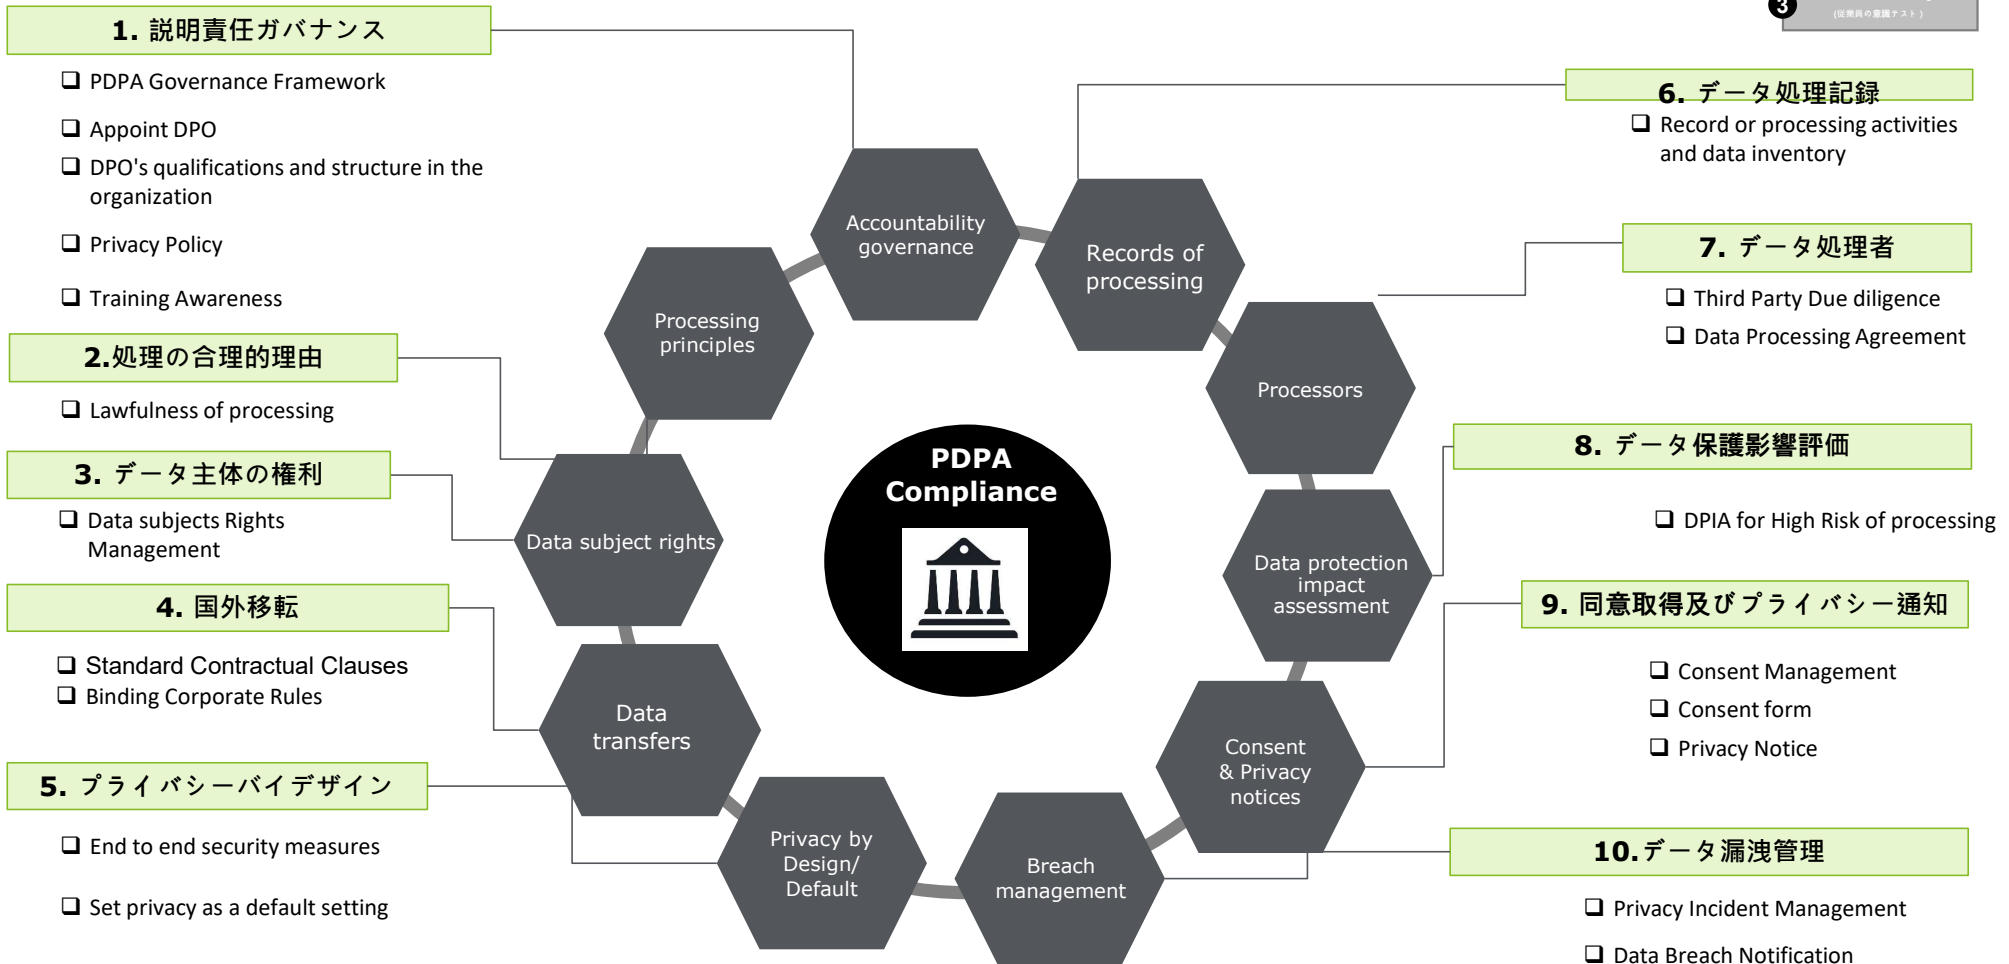 1. 説明責任ガバナンス
PDPA Governance Framework
Appoint DPO
DPO's qualifications and structure in the
organization
Privacy Policy
Training Awareness
2.処理の合理的理由
Lawfulness of processing
3. データ主体の権利
Data subjects Rights
Management
4. 国外移転
Standard Contractual Clauses
Binding Corporate Rules
5. プライバシーバイデザイン
End to end security measures
Set privacy as a default setting
Accountability
governance
Records of
processing
Processing
principles
Processors
Data subject rights
PDPA
Compliance
Data protection
impact
assessment
Data
transfers
Consent
& Privacy
notices
Privacy by
Design/
Default
Breach
management
3
(従業員の意識テスト)
6. データ処理記録
Record or processing activities
and data inventory
7. データ処理者
Third Party Due diligence
Data Processing Agreement
8. データ保護影響評価
DPIA for High Risk of processing
9. 同意取得及びプライバシー通知
Consent Management
Consent form
Privacy Notice
10.データ漏洩管理
Privacy Incident Management
Data Breach Notification